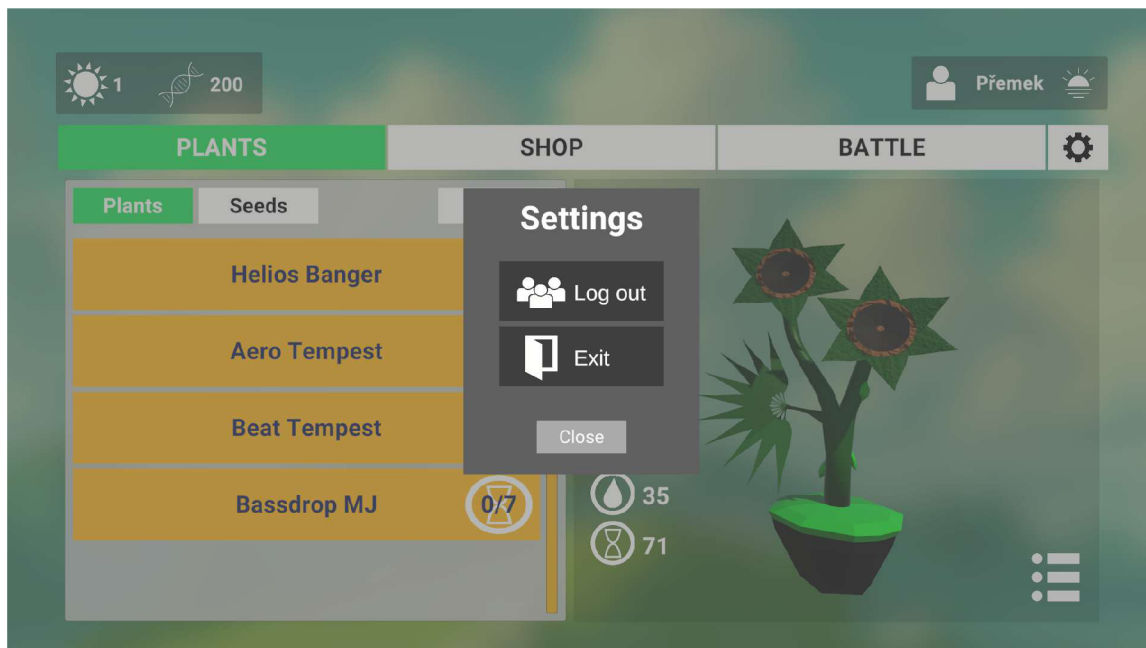 1 200 Přemek
PLANTS SHOP BATTLE
Plants Seeds
Settings
Helios Banger
Log out
Aero Tempest
Exit
Beat Tempest
Close
Bassdrop MJ 0/7
35
71